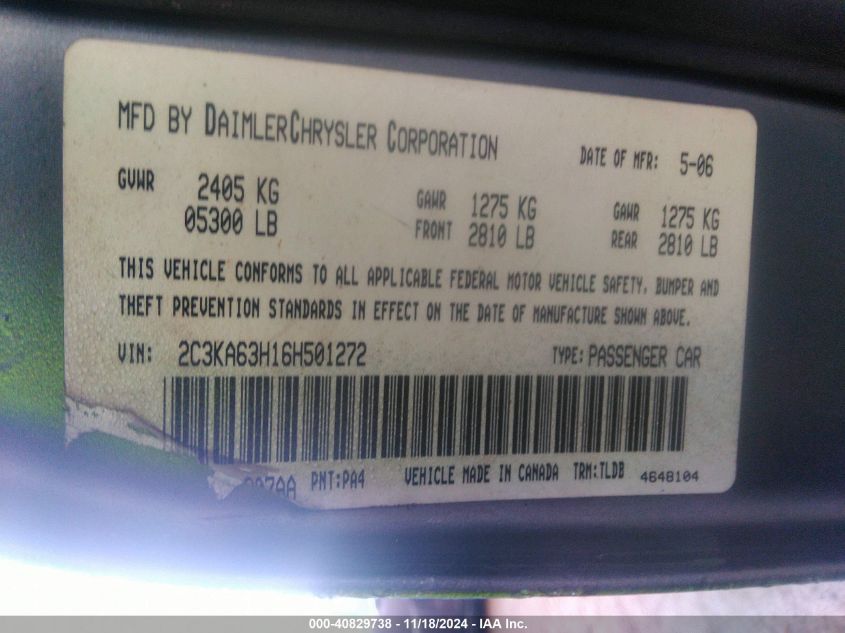 MFD BY DAIMLERCHRYSLER CORPORATION DATE OF MFR: 5-06
GVWR 2405 KG GAWR 1275 KG GAWR 1275 KG
05300 LB FRONT 2810 LB REAR 2810 LB
THIS VEHICLE CONFORMS TO ALL APPLICABLE FEDERAL MOTOR VEHICLE SAFETY, BUMPER AND
THEFT PREVENTION STANDARDS IN EFFECT ON THE DATE OF MANUFACTURE SHOWN ABOVE.
VIN: 2C3KA63H16H501272 TYPE: PASSENGER CAR
PNT:PA4 VEHICLE MADE IN CANADA TRM:TLDB 4648104
000-40829738 - 11/18/2024 - IAA Inc.